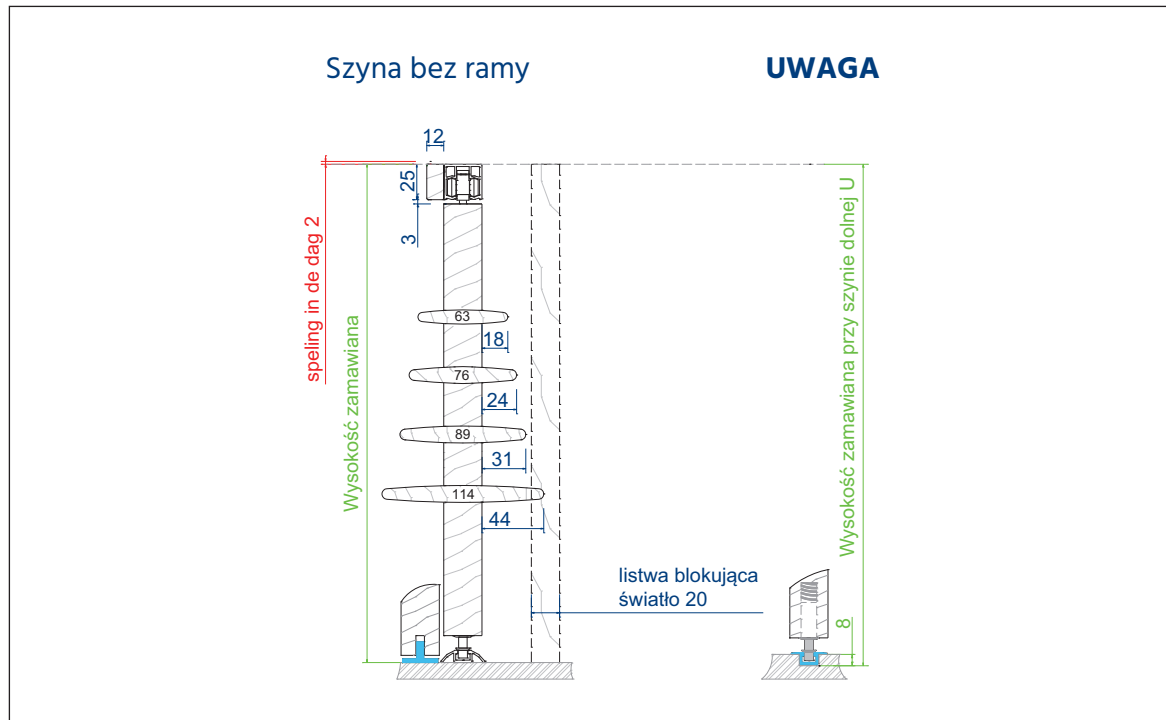 Szyna bez ramy
UWAGA
12
25
3
speling in de dag 2
Wysokość zamawiana
63
18
76
24
89
31
114
44
listwa blokująca
światło 20
Wysokość zamawiana przy szynie dolnej U
8